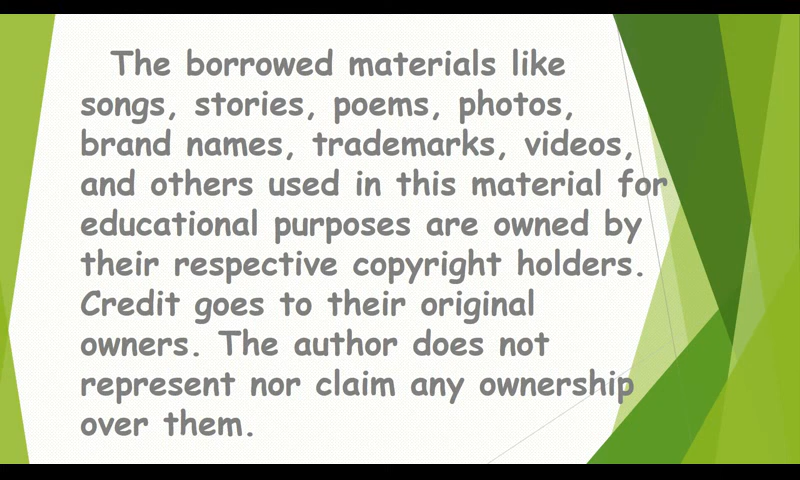 The borrowed materials like
songs, stories, poems, photos,
brand names, trademarks, videos,
and others used in this material for
educational purposes are owned by
their respective copyright holders.
Credit goes to their original
owners. The author does not
represent nor claim any ownership
over them.